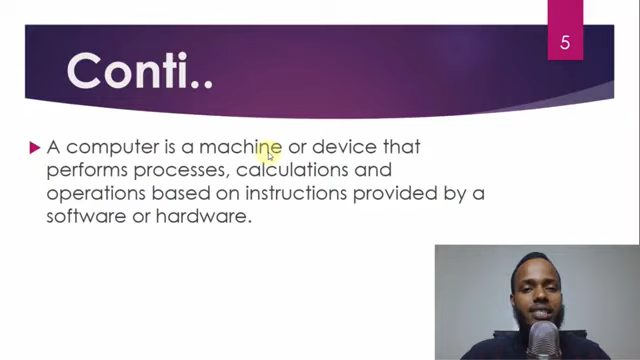 5
Conti..
A computer is a machine or device that
performs processes, calculations and
operations based on instructions provided by a
software or hardware.